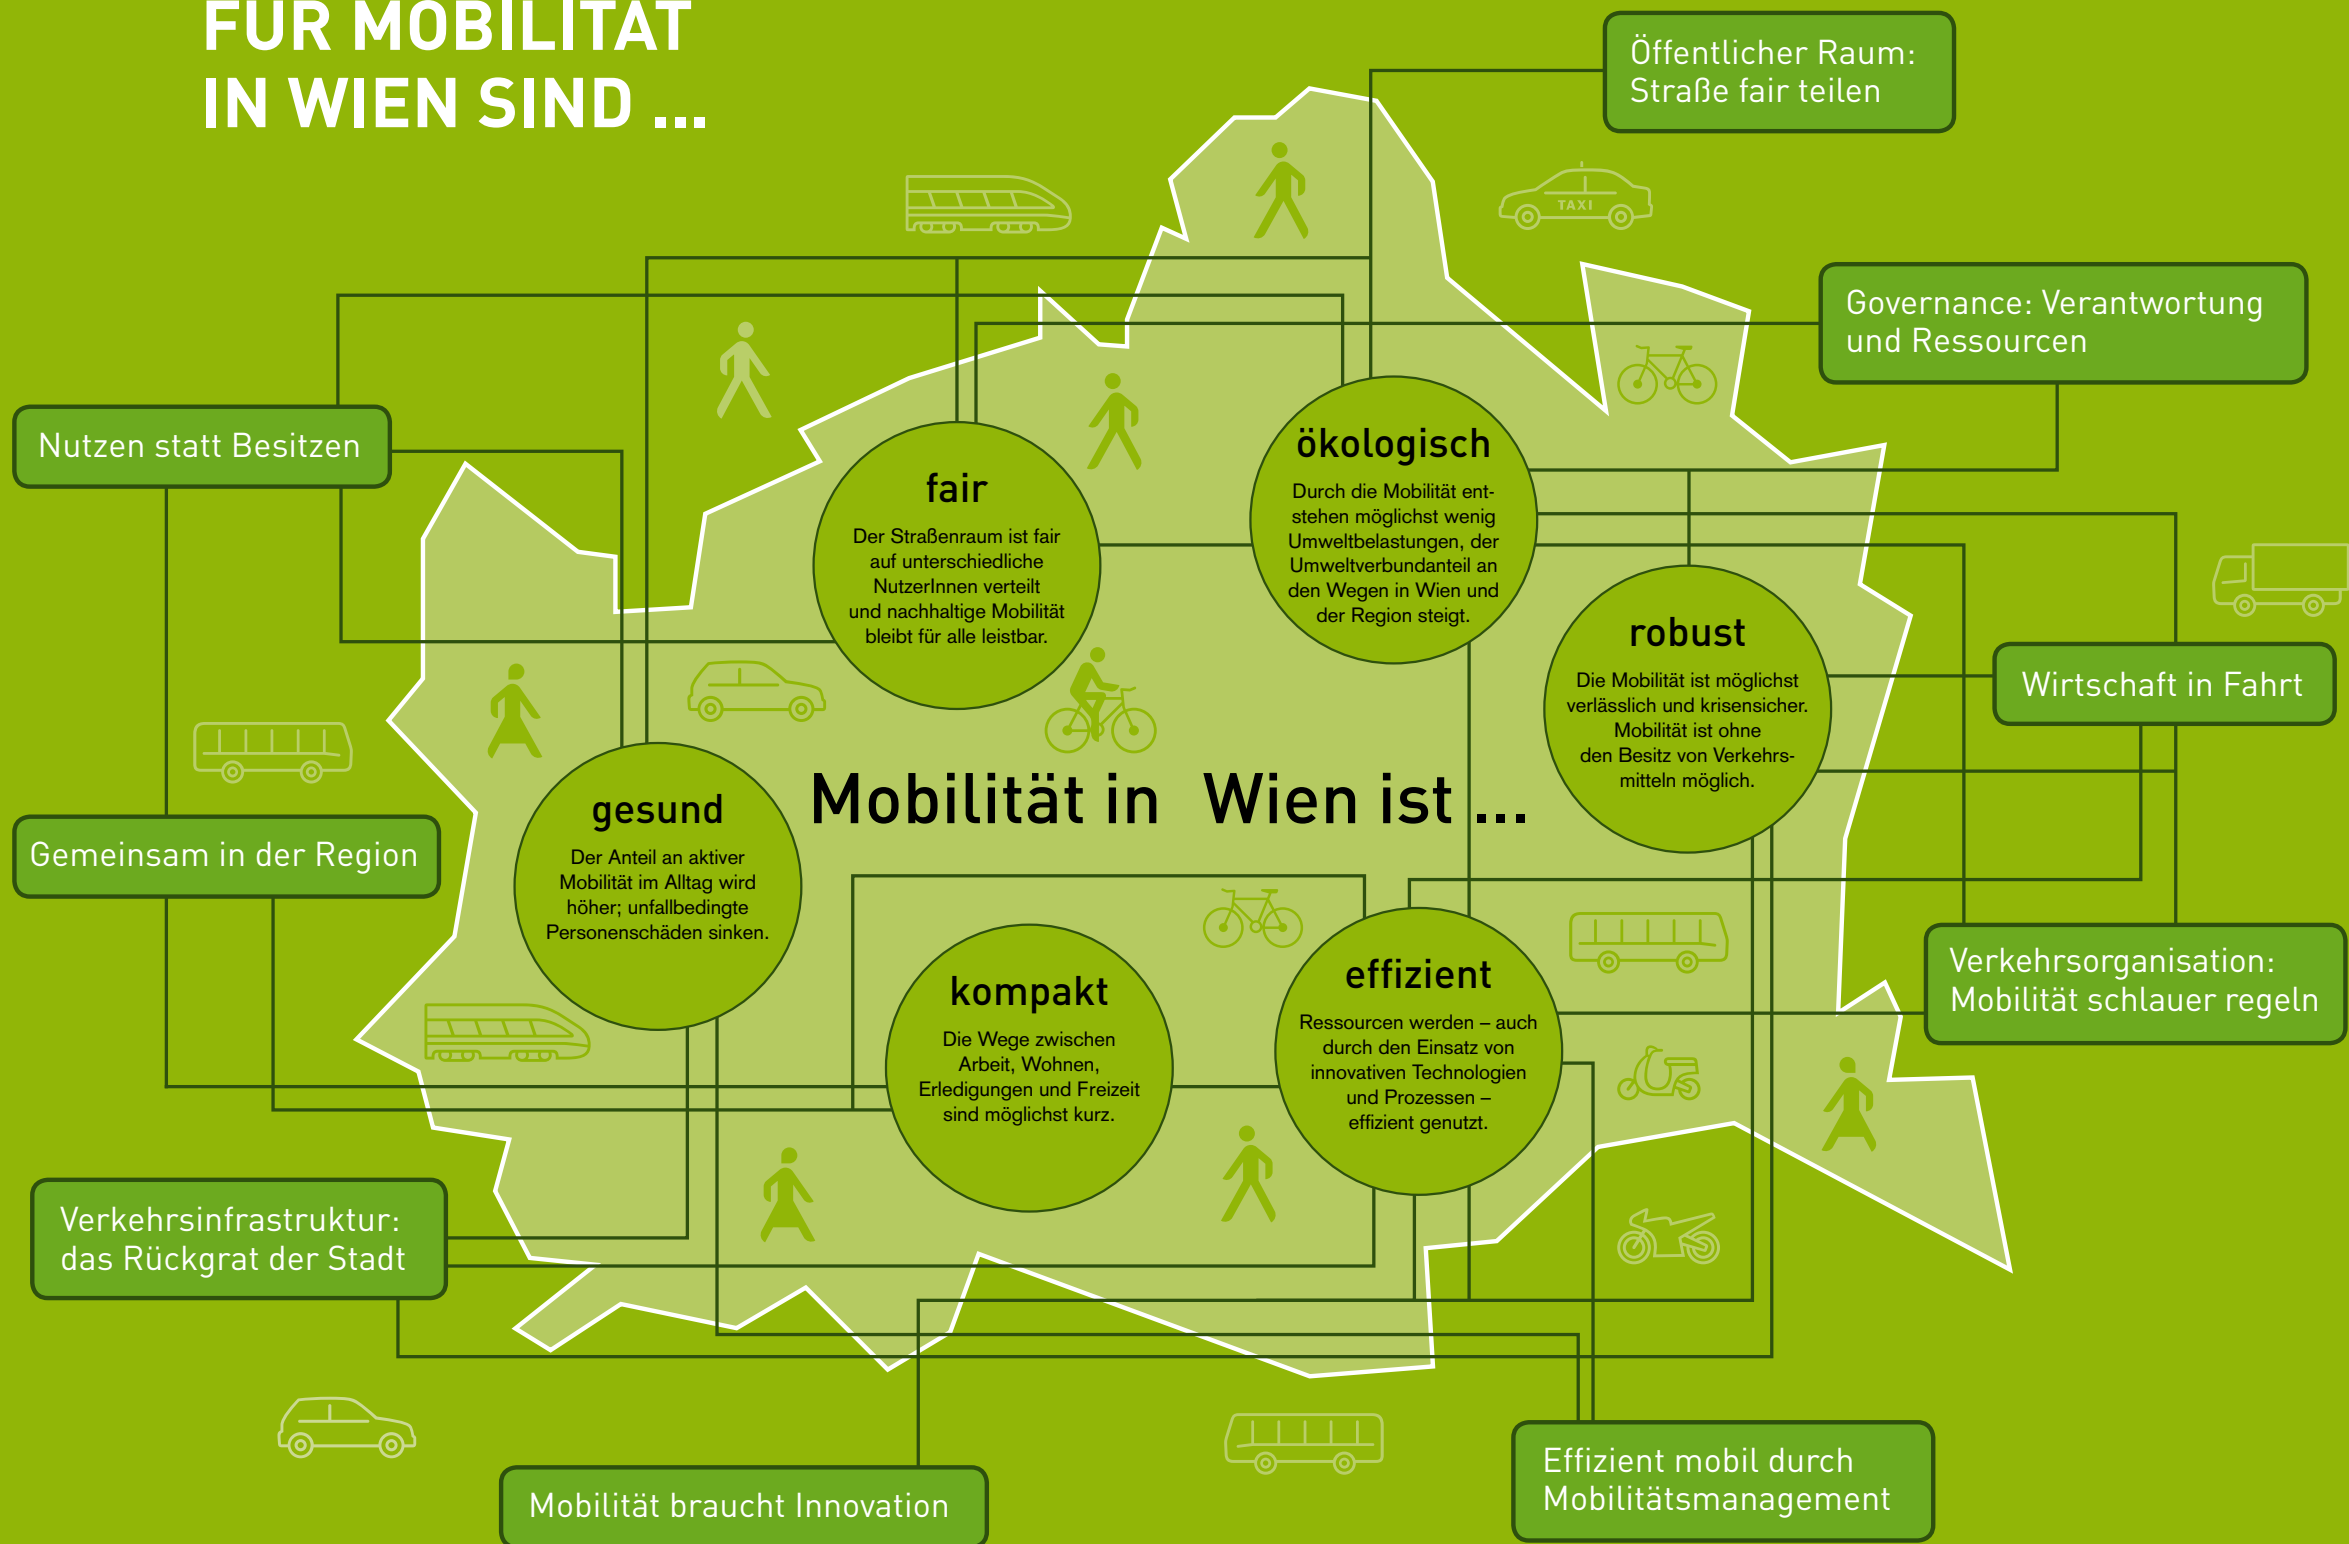 FÜR MOBILITÄT
IN WIEN SIND ...
Öffentlicher Raum:
Straße fair teilen
TAXI
Governance: Verantwortung
und Ressourcen
Nutzen statt Besitzen
ökologisch
Durch die Mobilität ent-
stehen möglichst wenig
Umweltbelastungen, der
Umweltverbundanteil an
den Wegen in Wien und
der Region steigt.
fair
Der Straßenraum ist fair
auf unterschiedliche
NutzerInnen verteilt
und nachhaltige Mobilität
bleibt für alle leistbar.
robust
Die Mobilität ist möglichst
verlässlich und krisensicher.
Mobilität ist ohne
den Besitz von Verkehrs-
mitteln möglich.
Wirtschaft in Fahrt
Mobilität in Wien ist ...
gesund
Der Anteil an aktiver
Mobilität im Alltag wird
höher; unfallbedingte
Personenschäden sinken.
Gemeinsam in der Region
kompakt
Die Wege zwischen
Arbeit, Wohnen,
Erledigungen und Freizeit
sind möglichst kurz.
effizient
Ressourcen werden – auch
durch den Einsatz von
innovativen Technologien
und Prozessen –
effizient genutzt.
Verkehrsorganisation:
Mobilität schlauer regeln
Verkehrsinfrastruktur:
das Rückgrat der Stadt
Mobilität braucht Innovation
Effizient mobil durch
Mobilitätsmanagement